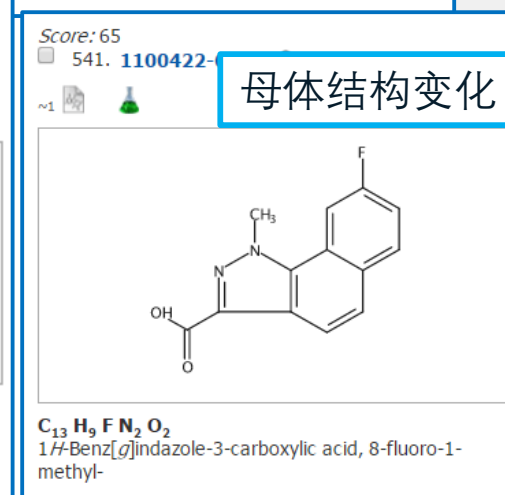 Score: 65
541. 1100422-
母体结构变化
~1
F
CH₃
N
N
OH
O
C₁₃ H₉ F N₂ O₂
1H-Benz[g]indazole-3-carboxylic acid, 8-fluoro-1-
methyl-